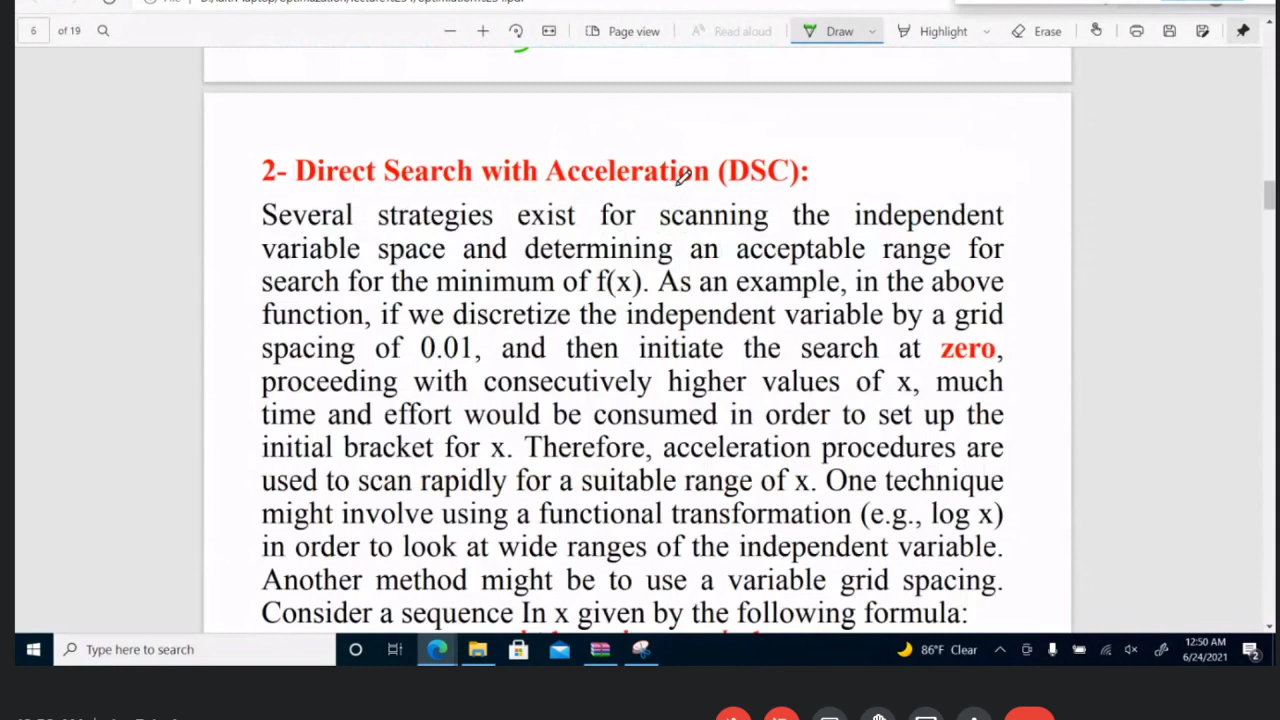 6 of 19
Page view
Read aloud
Draw
Highlight
Erase
2- Direct Search with Acceleration (DSC):
Several strategies exist for scanning the independent
variable space and determining an acceptable range for
search for the minimum of f(x). As an example, in the above
function, if we discretize the independent variable by a grid
spacing of 0.01, and then initiate the search at zero,
proceeding with consecutively higher values of x, much
time and effort would be consumed in order to set up the
initial bracket for x. Therefore, acceleration procedures are
used to scan rapidly for a suitable range of x. One technique
might involve using a functional transformation (e.g., log x)
in order to look at wide ranges of the independent variable.
Another method might be to use a variable grid spacing.
Consider a sequence In x given by the following formula:
Type here to search
86°F Clear
12:50 AM
6/24/2021
2